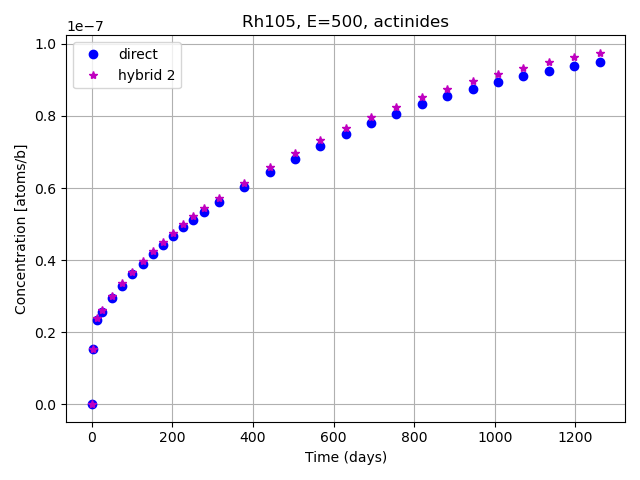 Rh105, E=500, actinides
1e−7
direct
hybrid 2
1.0
0.8
0.6
0.4
0.2
0.0
Concentration [atoms/b]
0 200 400 600 800 1000 1200
Time (days)